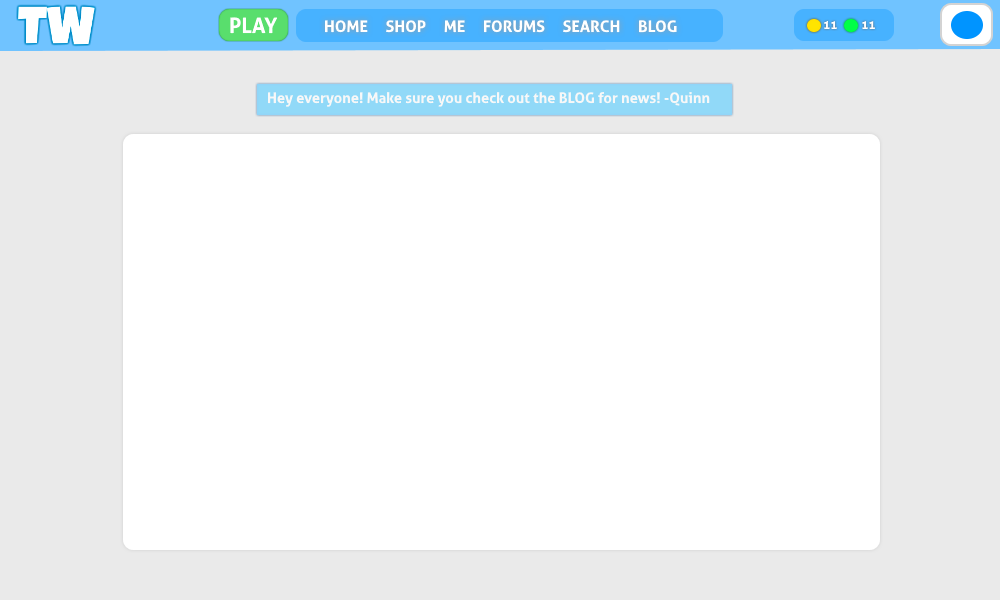 TW
PLAY
HOME SHOP ME FORUMS SEARCH BLOG
11 11
Hey everyone! Make sure you check out the BLOG for news! -Quinn